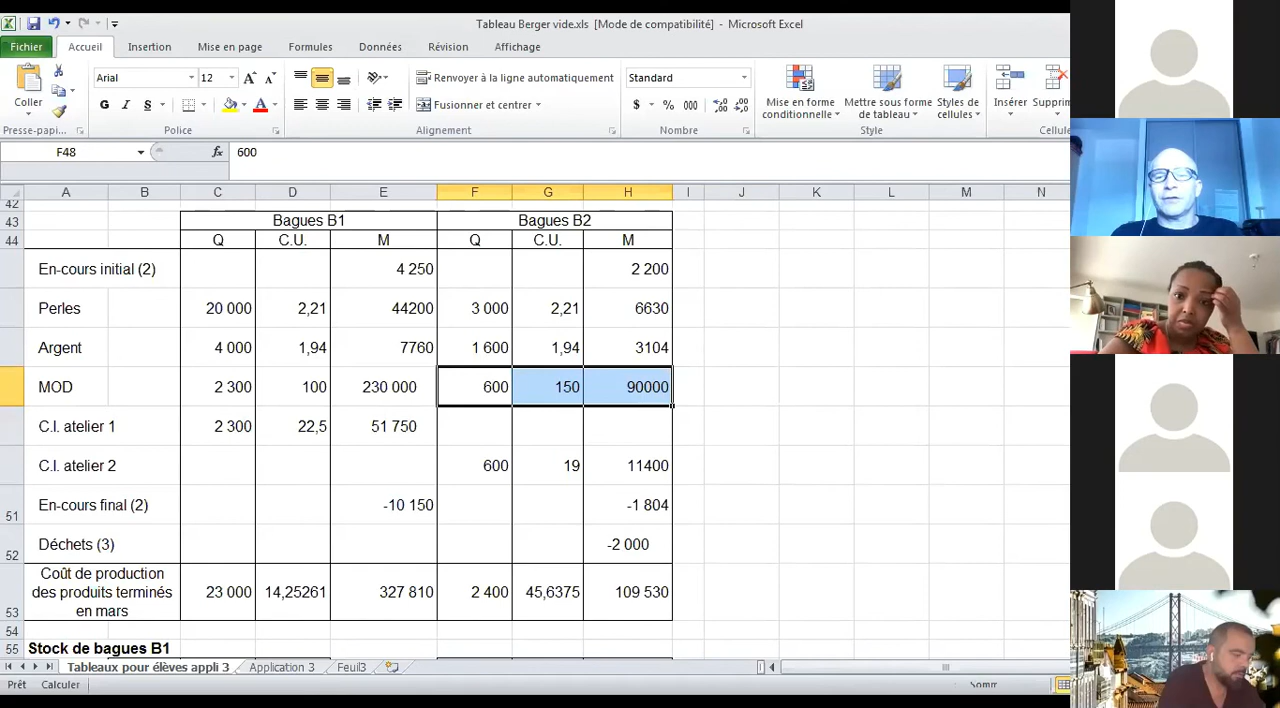 Tableau Berger vide.xls [Mode de compatibilité] - Microsoft Excel
Fichier Accueil Insertion Mise en page Formules Données Révision Affichage
Arial 12 Renvoyer à la ligne automatiquement Standard
Coller G I S Fusionner et centrer $ % 000 Mise en forme conditionnelle Mettre sous forme de tableau Styles de cellules Insérer Supprim
Presse-papi... Police Alignement Nombre Style Cellule
F48 fx 600
A B C D E F G H I J K L M N
42
43 Bagues B1 Bagues B2
44 Q C.U. M Q C.U. M
En-cours initial (2) 4 250 2 200
Perles 20 000 2,21 44200 3 000 2,21 6630
Argent 4 000 1,94 7760 1 600 1,94 3104
MOD 2 300 100 230 000 600 150 90000
C.I. atelier 1 2 300 22,5 51 750
C.I. atelier 2 600 19 11400
51 En-cours final (2) -10 150 -1 804
52 Déchets (3) -2 000
Coût de production
des produits terminés 23 000 14,25261 327 810 2 400 45,6375 109 530
53 en mars
54
55 Stock de bagues B1
Tableaux pour élèves appli 3 Application 3 Feuil3
Prêt Calculer